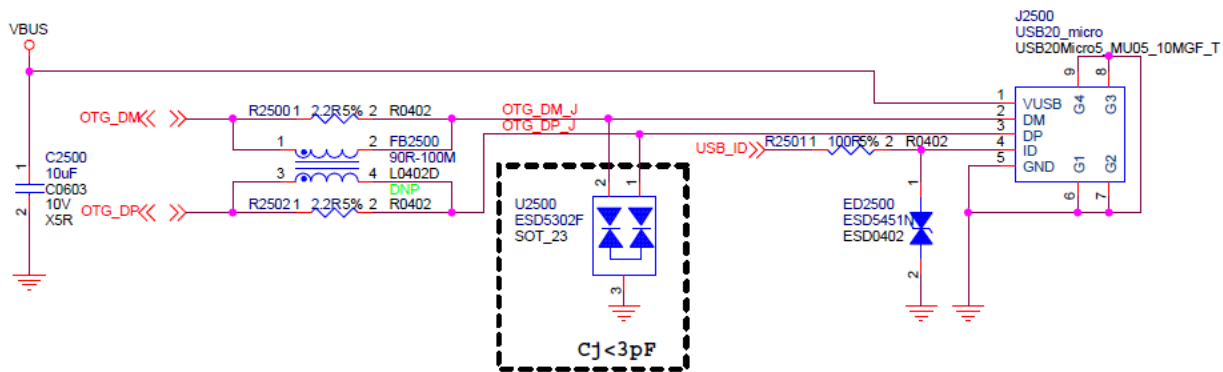 J2500
USB20_micro
USB20Micro5_MU05_10MGF_T
VBUS
9
8
G4
G3
1
VUSB
2
DM
3
DP
4
ID
5
GND
G1
G2
6
7
OTG_DM
R2500 1 2.2R 5% 2 R0402
OTG_DM_J
OTG_DP_J
1
2
FB2500
90R-100M
3
4
L0402D
DNP
OTG_DP
R2502 1 2.2R 5% 2 R0402
USB_ID
R2501 1 100R 5% 2 R0402
1
C2500
10uF
C0603
2
10V
X5R
2
1
U2500
ESD5302F
SOT_23
3
Cj<3pF
1
ED2500
ESD5451N
ESD0402
2